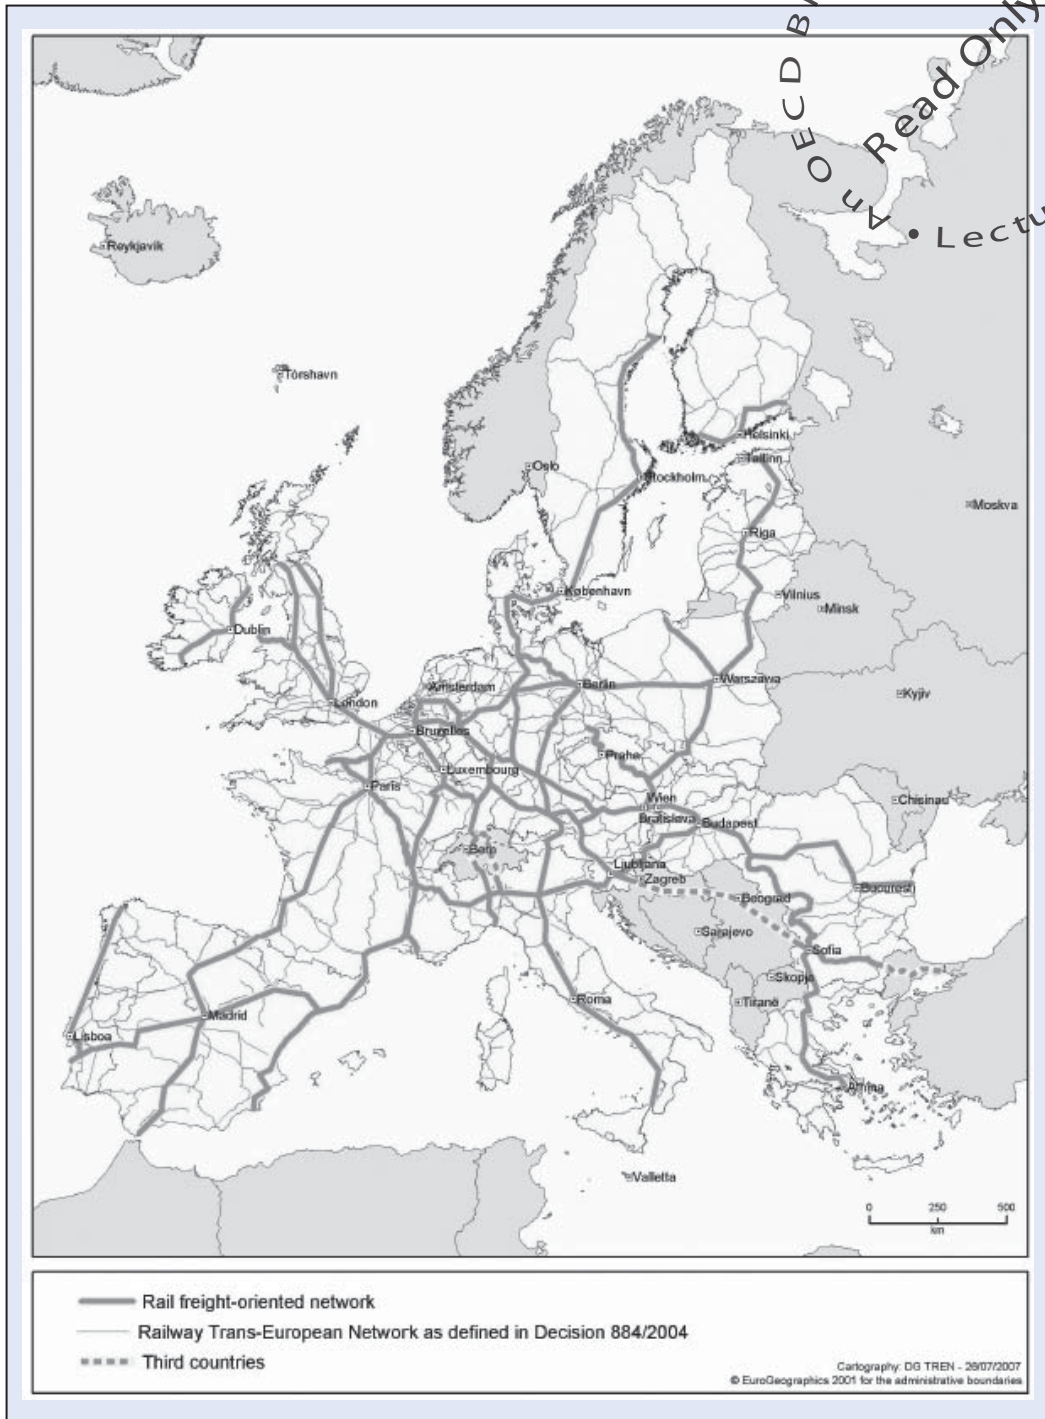 An OECD B
Read Only
• Lectu
Reykjavik
Tórshavn
Helsinki
Tallinn
Oslo
Stockholm
Moskva
Riga
København
Vilnius
Minsk
Dublin
Warszawa
Amsterdam
Berlin
Kyjiv
London
Bruxelles
Praha
Luxembourg
Paris
Wien
Chisinau
Bratislava
Budapest
Bern
Ljubljana
Zagreb
Bucuresti
Beograd
Sarajevo
Sofia
Skopje
Roma
Tiranë
Madrid
Lisboa
Athina
Valletta
0 250 500
km
Rail freight-oriented network
Railway Trans-European Network as defined in Decision 884/2004
Third countries
Cartography: DG TREN - 26/07/2007
© EuroGeographics 2001 for the administrative boundaries